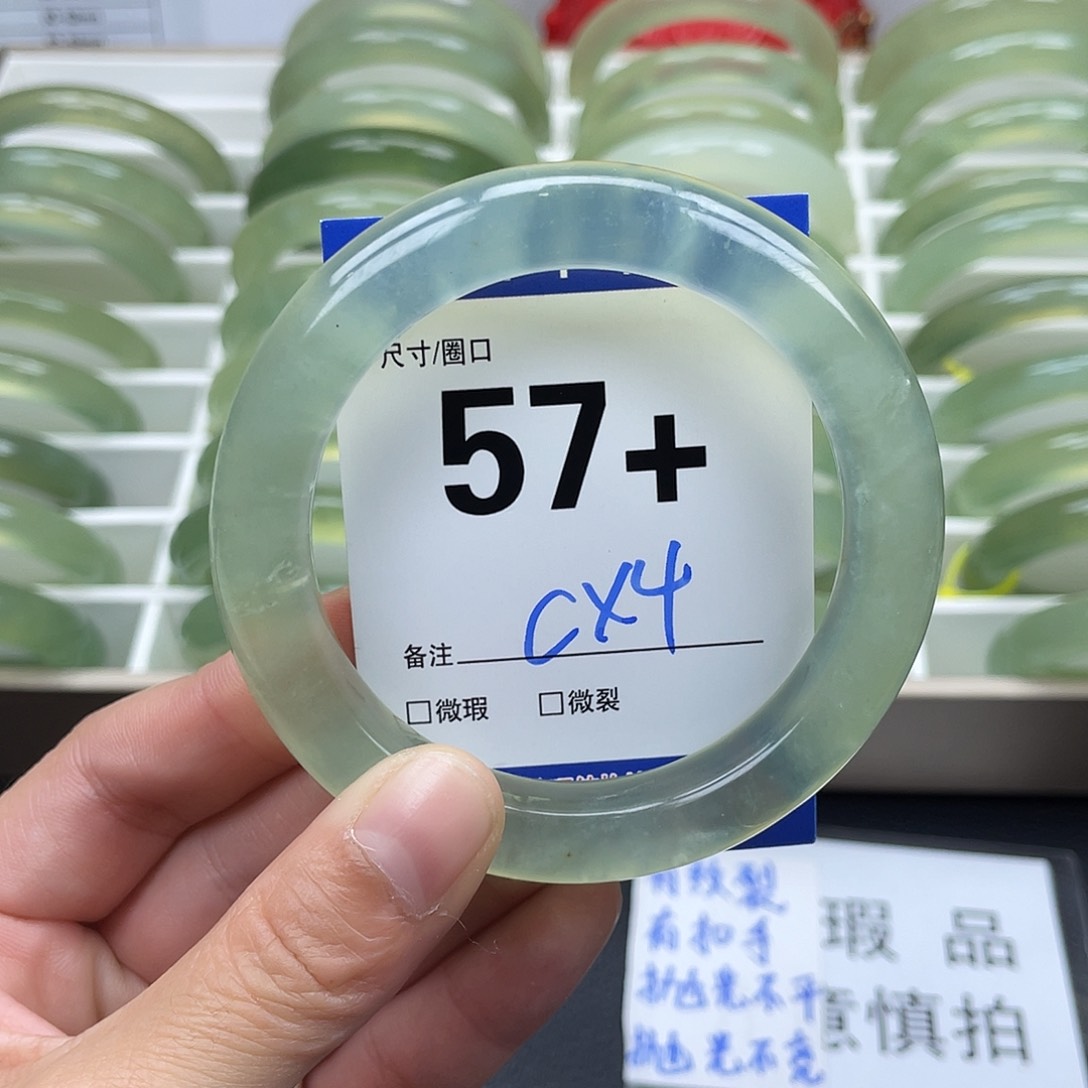 尺寸/圈口
57+
CX4
备注
□微瑕 □微裂
有纹裂
有扣手
抛光不平
抛光不亮
瑕 品
慎拍